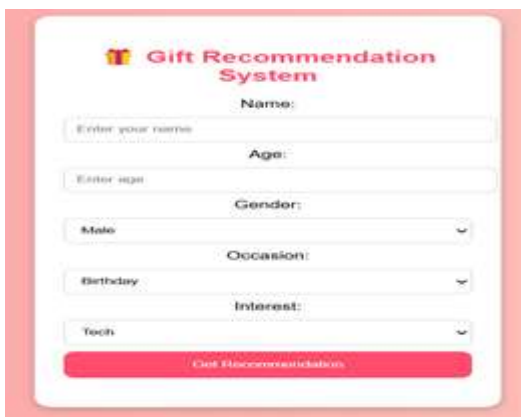 🎁 Gift Recommendation
System
Name:
Enter your name
Age:
Enter age
Gender:
Male
Occasion:
Birthday
Interest:
Tech
Get Recommendation